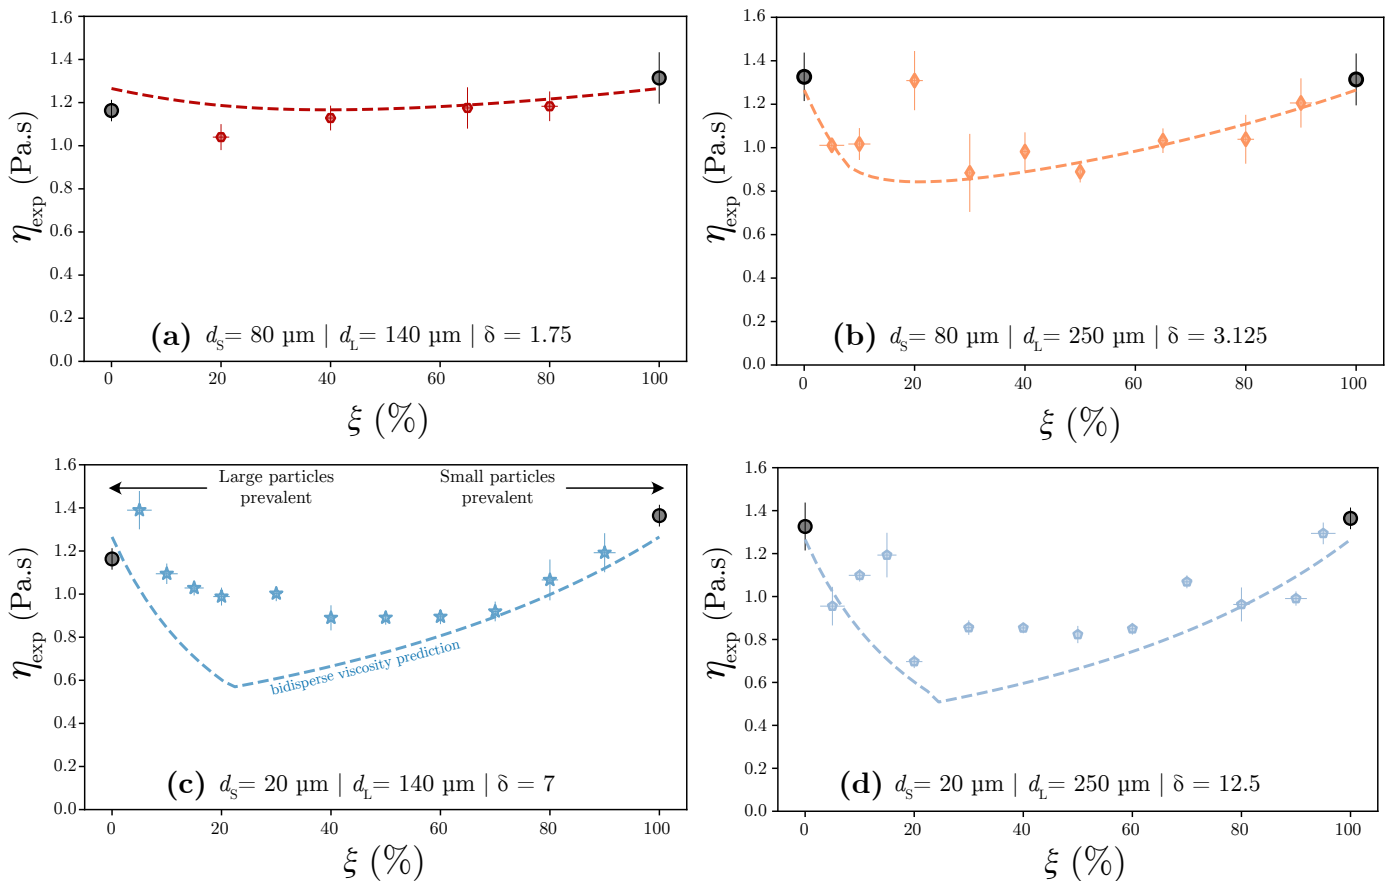 1.6
1.4
1.2
1.0
0.8
0.6
0.4
0.2
0.0
η_exp (Pa.s)
(a) d_S= 80 µm | d_L= 140 µm | δ = 1.75
0 20 40 60 80 100
ξ (%)
1.6
1.4
1.2
1.0
0.8
0.6
0.4
0.2
0.0
η_exp (Pa.s)
(b) d_S= 80 µm | d_L= 250 µm | δ = 3.125
0 20 40 60 80 100
ξ (%)
1.6
1.4
1.2
1.0
0.8
0.6
0.4
0.2
0.0
η_exp (Pa.s)
Large particles
prevalent
Small particles
prevalent
bidisperse viscosity prediction
(c) d_S= 20 µm | d_L= 140 µm | δ = 7
0 20 40 60 80 100
ξ (%)
1.6
1.4
1.2
1.0
0.8
0.6
0.4
0.2
0.0
η_exp (Pa.s)
(d) d_S= 20 µm | d_L= 250 µm | δ = 12.5
0 20 40 60 80 100
ξ (%)